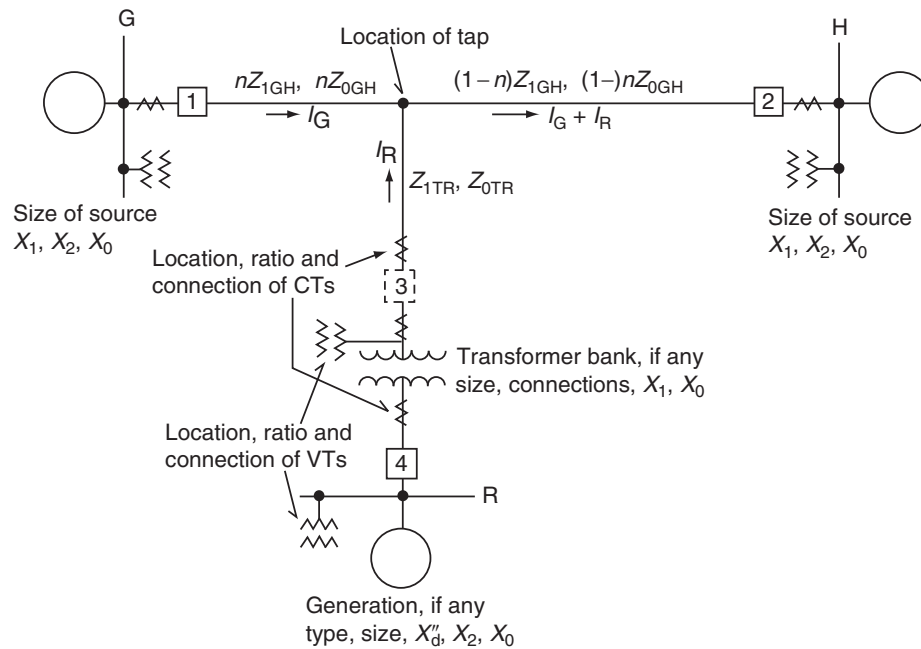 G
Location of tap
H
nZ1GH, nZ0GH
(1–n)Z1GH, (1–)nZ0GH
1
2
IG
IG + IR
IR
Z1TR, Z0TR
Size of source
X1, X2, X0
Size of source
X1, X2, X0
Location, ratio and
connection of CTs
3
Transformer bank, if any
size, connections, X1, X0
Location, ratio and
connection of VTs
4
R
Generation, if any
type, size, X″d, X2, X0